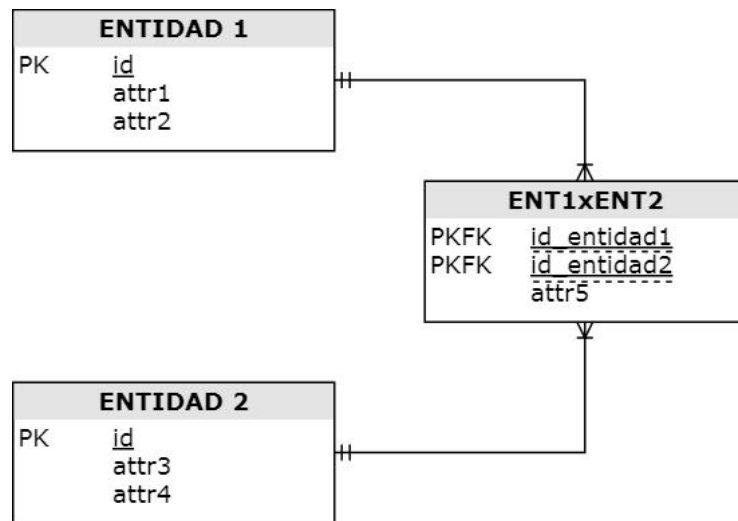 ENTIDAD 1
PK id
attr1
attr2
ENT1xENT2
PKFK id_entidad1
PKFK id_entidad2
attr5
ENTIDAD 2
PK id
attr3
attr4